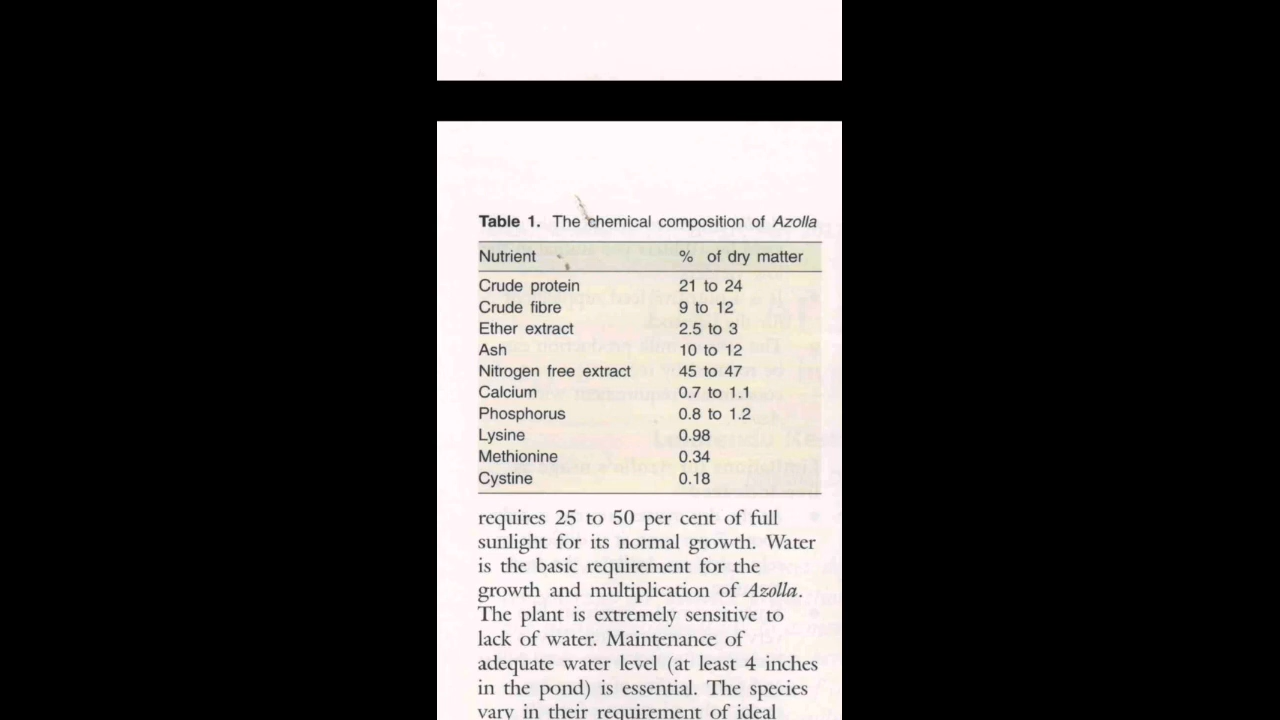 Table 1. The chemical composition of Azolla
Nutrient % of dry matter
Crude protein 21 to 24
Crude fibre 9 to 12
Ether extract 2.5 to 3
Ash 10 to 12
Nitrogen free extract 45 to 47
Calcium 0.7 to 1.1
Phosphorus 0.8 to 1.2
Lysine 0.98
Methionine 0.34
Cystine 0.18
requires 25 to 50 per cent of full
sunlight for its normal growth. Water
is the basic requirement for the
growth and multiplication of Azolla.
The plant is extremely sensitive to
lack of water. Maintenance of
adequate water level (at least 4 inches
in the pond) is essential. The species
vary in their requirement of ideal